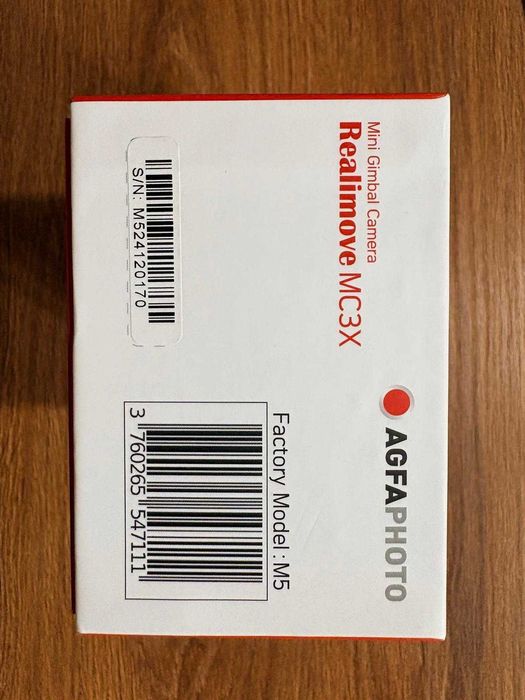 AGFAPHOTO
Mini Gimbal Camera
Realimove MC3X
Factory Model : M5
3 760265 547111
S/N: M524120170